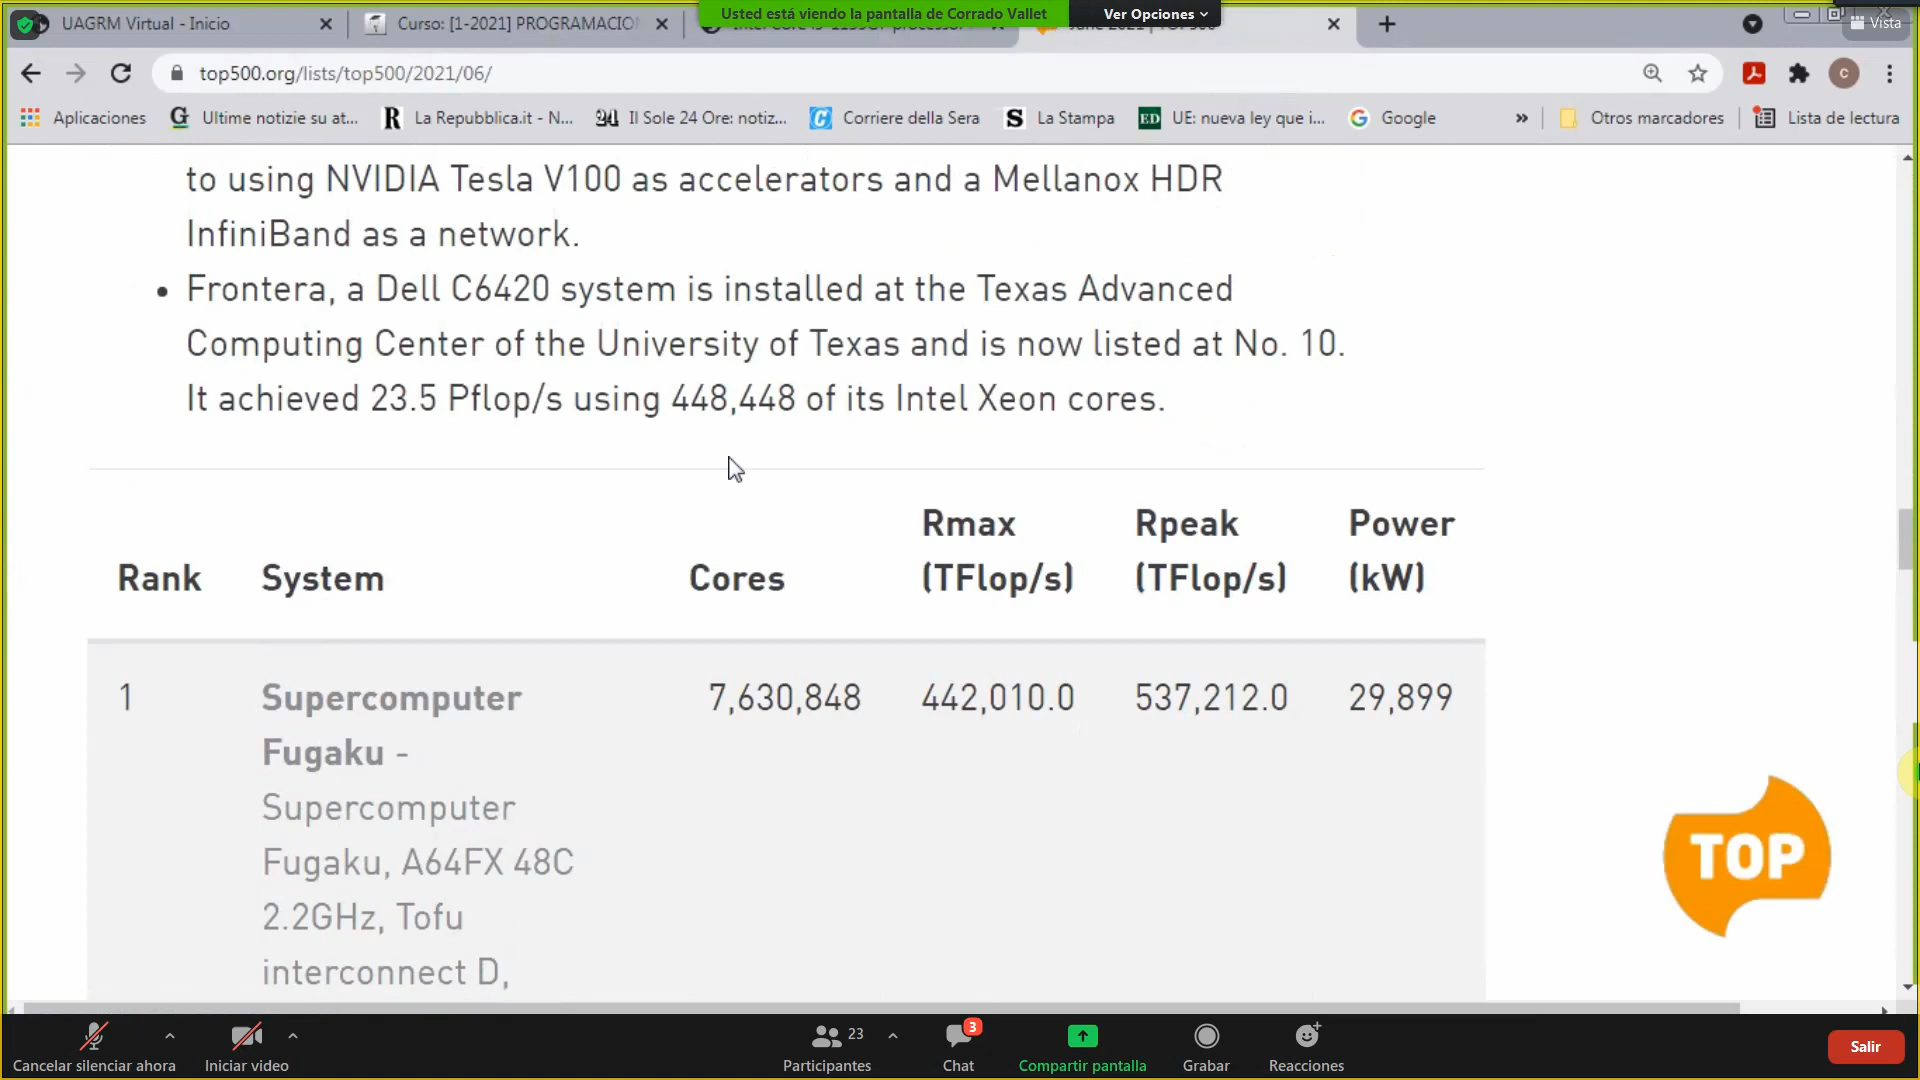 Usted está viendo la pantalla de Corrado Vallet
Ver Opciones
UAGRM Virtual - Inicio
Curso: [1-2021] PROGRAMACION
Vista
top500.org/lists/top500/2021/06/
C
Aplicaciones
Ultime notizie su at...
La Repubblica.it - N...
Il Sole 24 Ore: notiz...
Corriere della Sera
La Stampa
UE: nueva ley que i...
Google
»
Otros marcadores
Lista de lectura
to using NVIDIA Tesla V100 as accelerators and a Mellanox HDR
InfiniBand as a network.
• Frontera, a Dell C6420 system is installed at the Texas Advanced
Computing Center of the University of Texas and is now listed at No. 10.
It achieved 23.5 Pflop/s using 448,448 of its Intel Xeon cores.
Rank System Cores Rmax (TFlop/s) Rpeak (TFlop/s) Power (kW)
1 Supercomputer 7,630,848 442,010.0 537,212.0 29,899
Fugaku -
Supercomputer
Fugaku, A64FX 48C
2.2GHz, Tofu
interconnect D,
TOP
Cancelar silenciar ahora
Iniciar video
23
Participantes
3
Chat
Compartir pantalla
Grabar
Reacciones
Salir